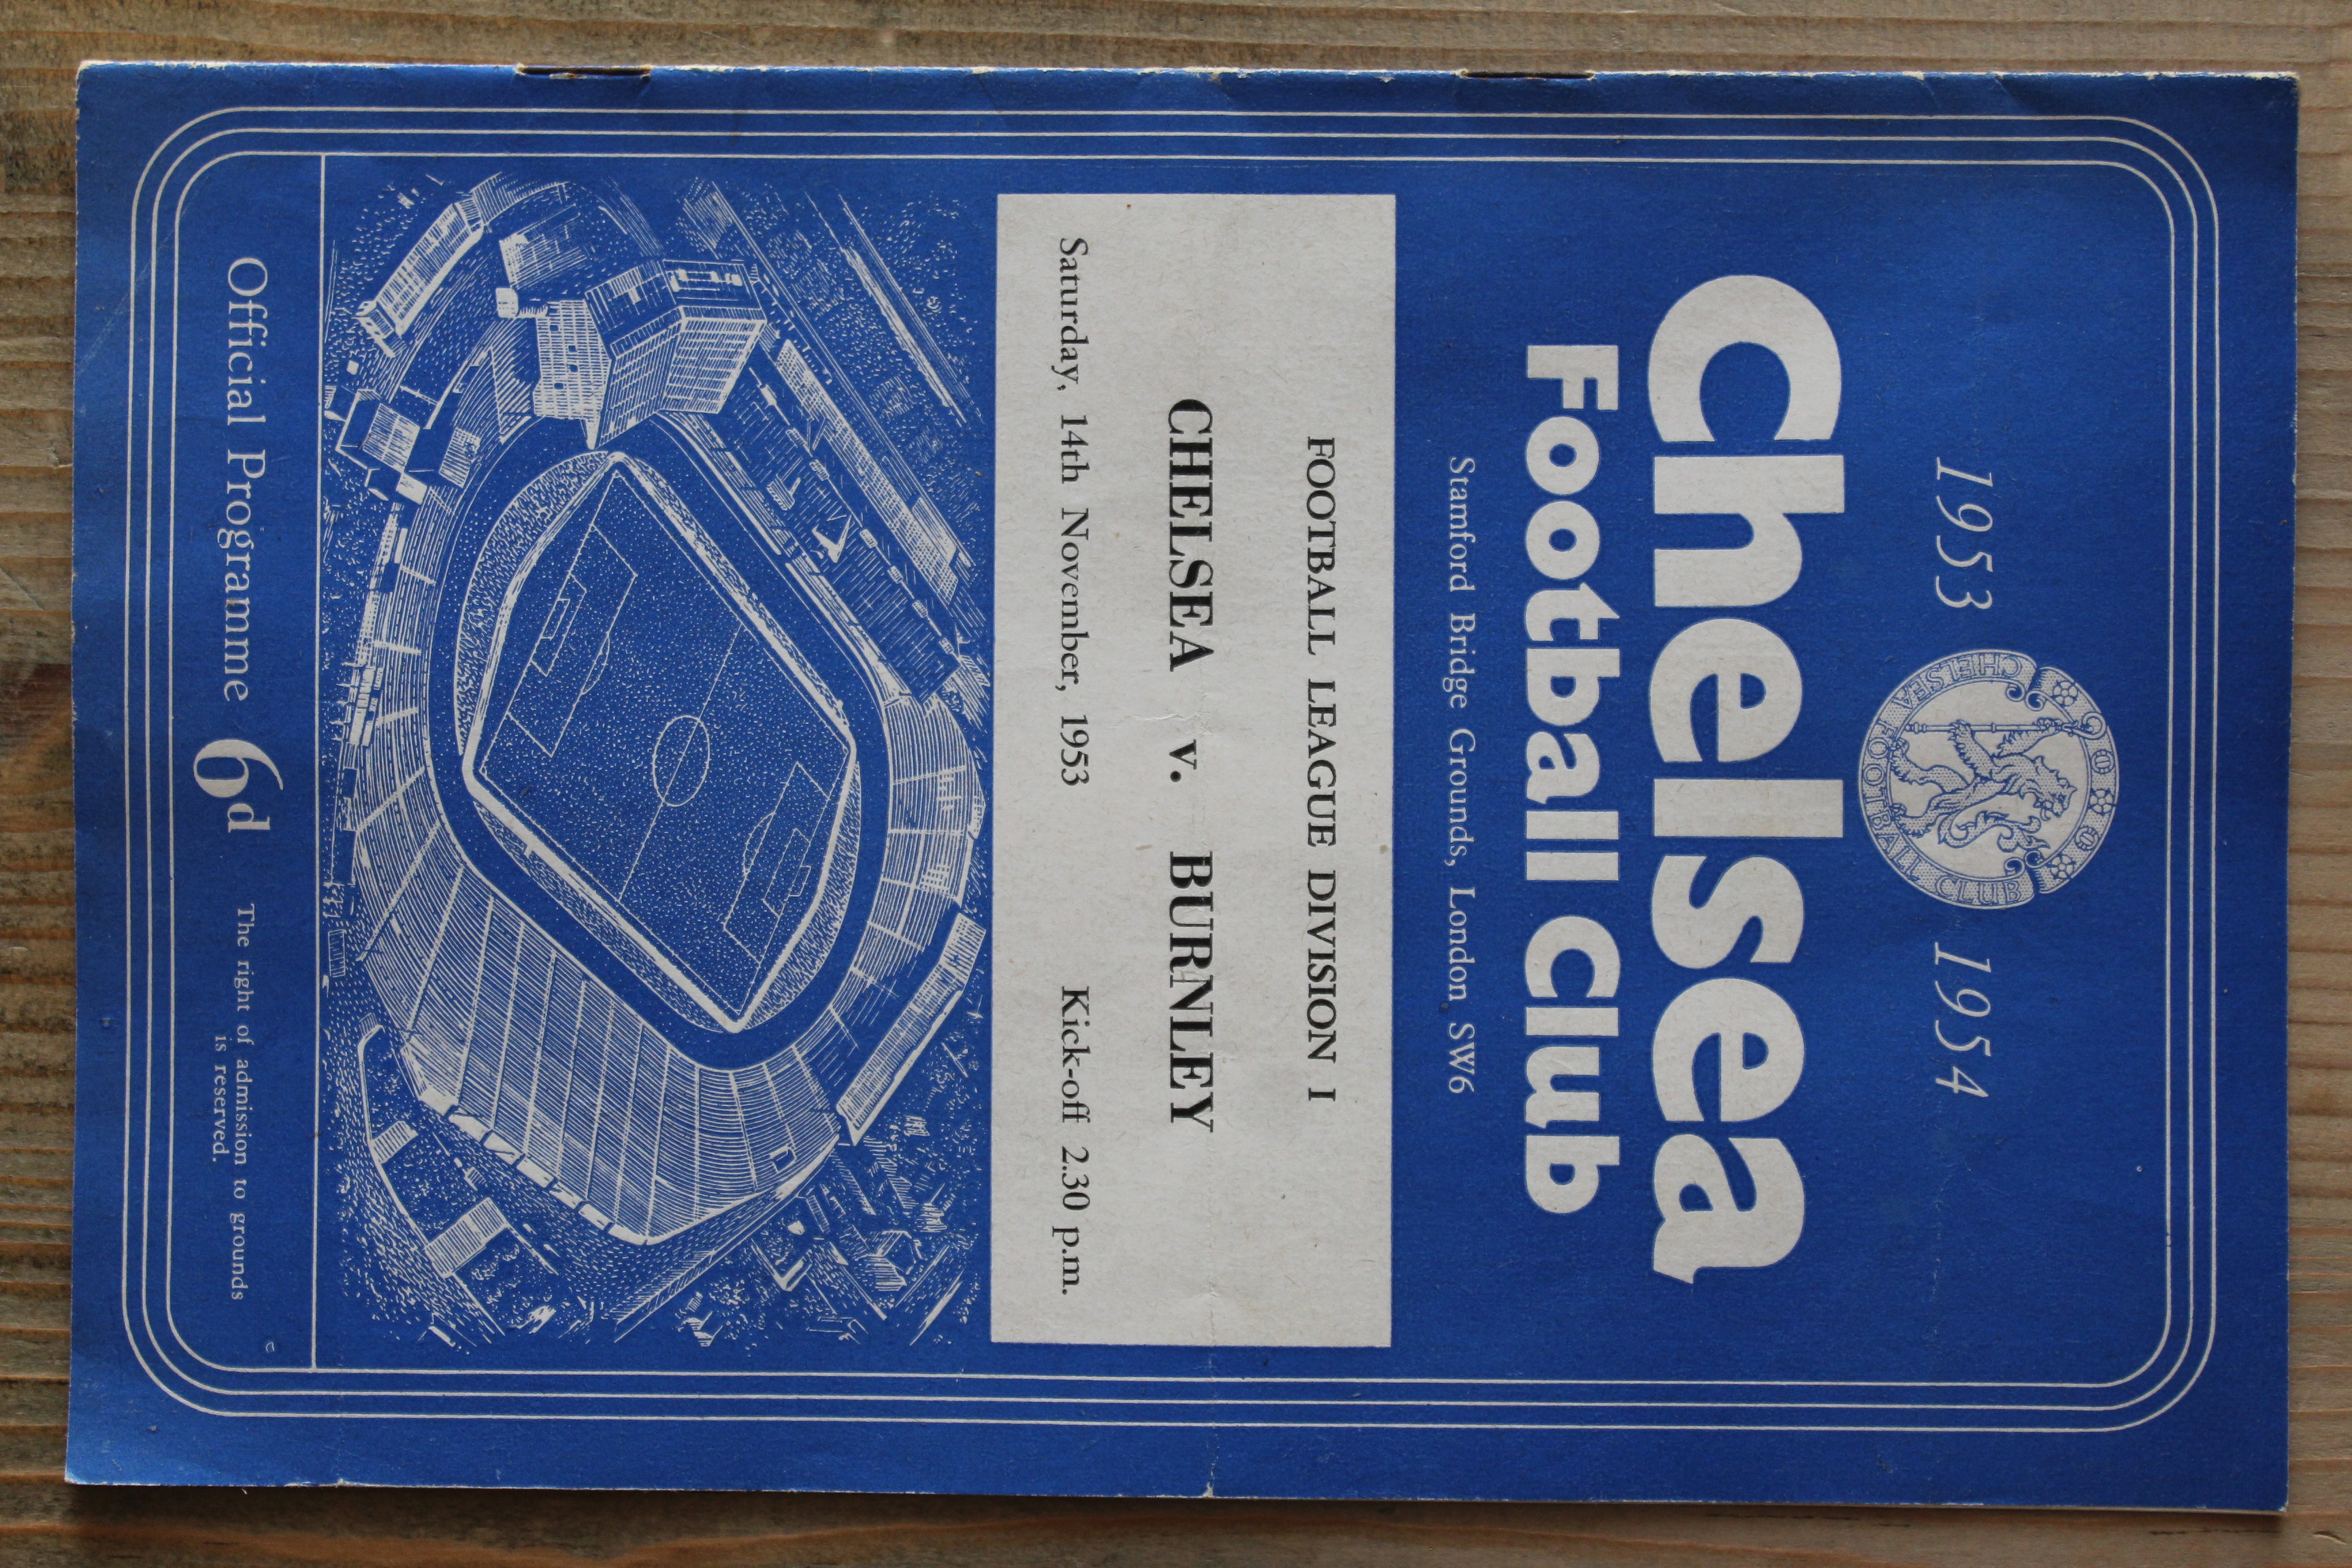 1953 1954
CHELSEA FOOTBALL CLUB
Chelsea
Football Club
Stamford Bridge Grounds, London SW6
FOOTBALL LEAGUE DIVISION I
CHELSEA v. BURNLEY
Saturday, 14th November, 1953 Kick-off 2.30 p.m.
Official Programme 6d The right of admission to grounds
is reserved.